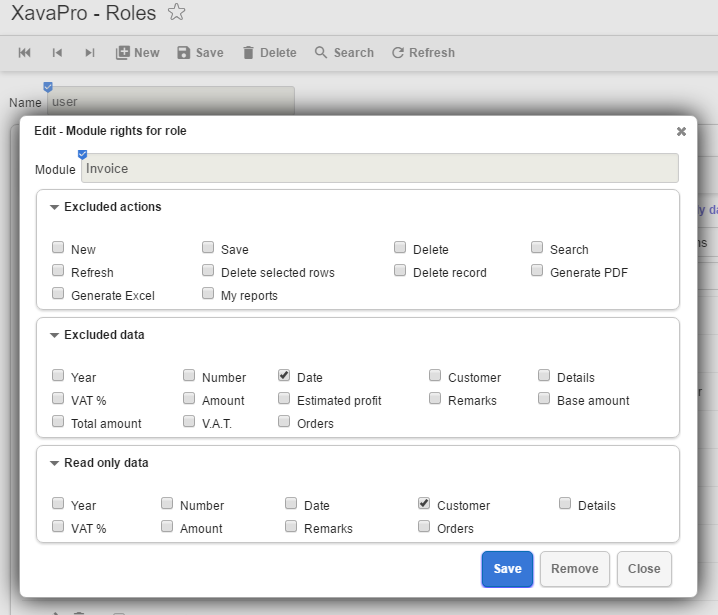 XavaPro - Roles
New Save Delete Search Refresh
Name user
Edit - Module rights for role
Module Invoice
Excluded actions
New Save Delete Search
Refresh Delete selected rows Delete record Generate PDF
Generate Excel My reports
Excluded data
Year Number Date Customer Details
VAT % Amount Estimated profit Remarks Base amount
Total amount V.A.T. Orders
Read only data
Year Number Date Customer Details
VAT % Amount Remarks Orders
Save Remove Close